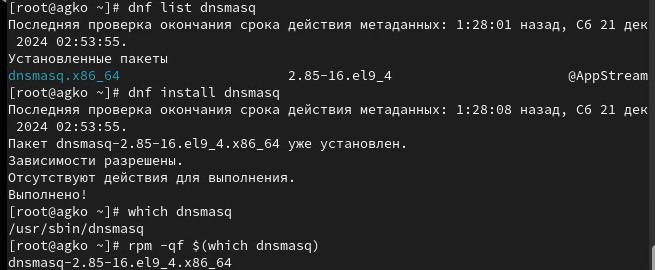 [root@agko ~]# dnf list dnsmasq
Последняя проверка окончания срока действия метаданных: 1:28:01 назад, Сб 21 дек
2024 02:53:55.
Установленные пакеты
dnsmasq.x86_64 2.85-16.el9_4 @AppStream
[root@agko ~]# dnf install dnsmasq
Последняя проверка окончания срока действия метаданных: 1:28:08 назад, Сб 21 дек
2024 02:53:55.
Пакет dnsmasq-2.85-16.el9_4.x86_64 уже установлен.
Зависимости разрешены.
Отсутствуют действия для выполнения.
Выполнено!
[root@agko ~]# which dnsmasq
/usr/sbin/dnsmasq
[root@agko ~]# rpm -qf $(which dnsmasq)
dnsmasq-2.85-16.el9_4.x86_64